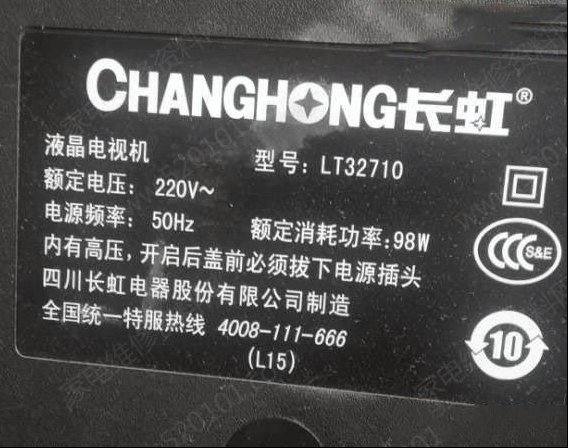 CHANGHONG长虹®
液晶电视机 型号: LT32710
额定电压: 220V~
电源频率: 50Hz 额定消耗功率:98W
内有高压,开启后盖前必须拔下电源插头
四川长虹电器股份有限公司制造
全国统一特服热线 4008-111-666
(L15)
CCC S&E
10